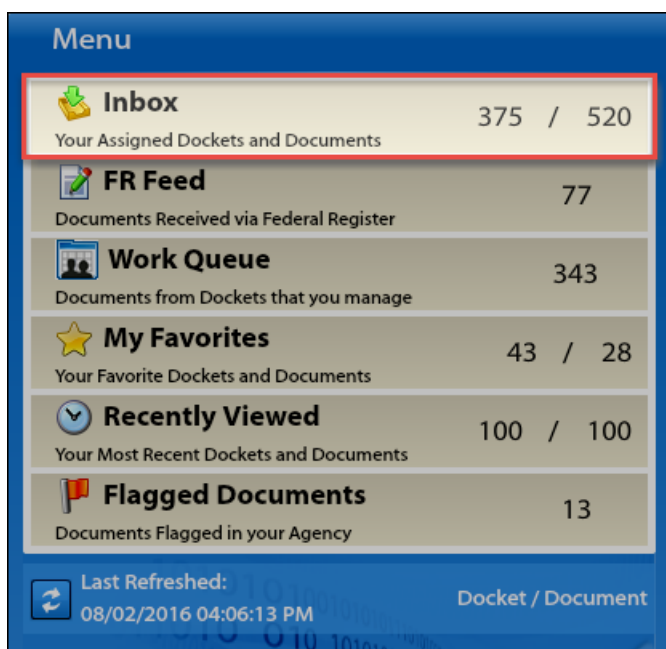 Menu
Inbox
375 / 520
Your Assigned Dockets and Documents
FR Feed
77
Documents Received via Federal Register
Work Queue
343
Documents from Dockets that you manage
My Favorites
43 / 28
Your Favorite Dockets and Documents
Recently Viewed
100 / 100
Your Most Recent Dockets and Documents
Flagged Documents
13
Documents Flagged in your Agency
Last Refreshed:
08/02/2016 04:06:13 PM
Docket / Document